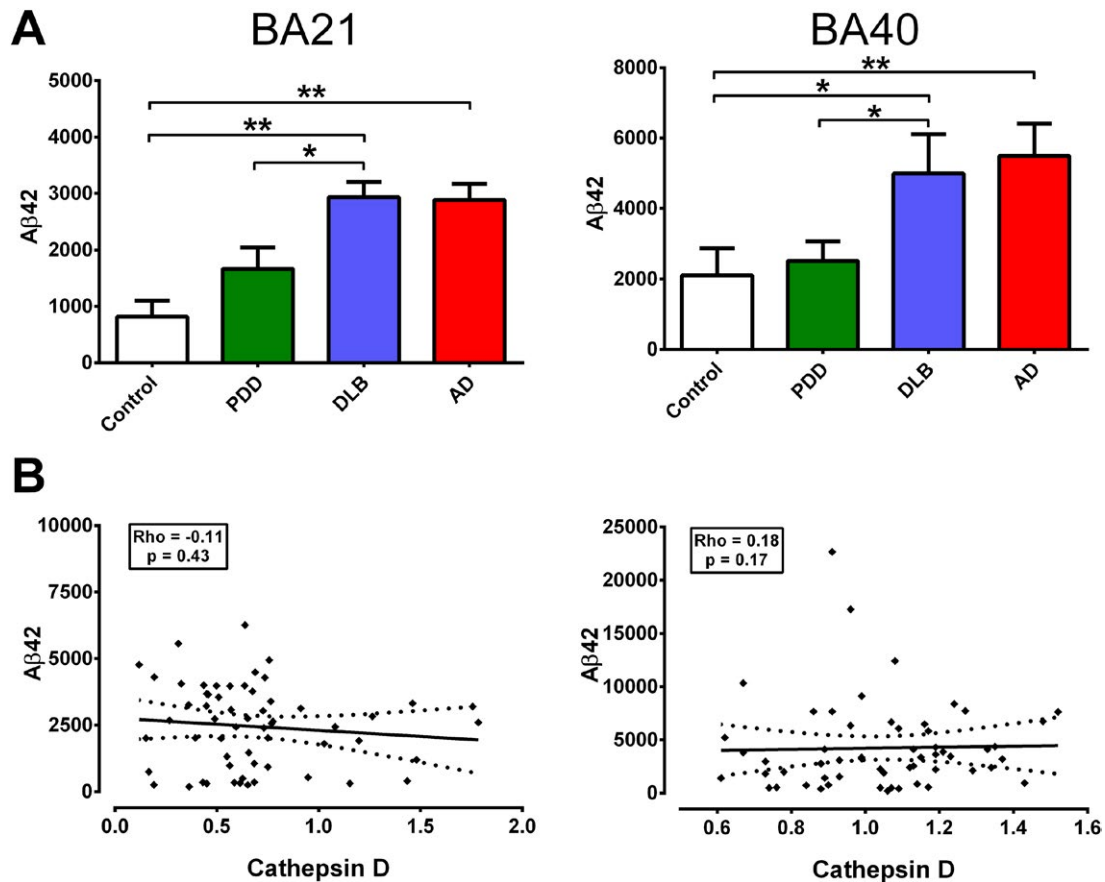 A
BA21
BA40
Aβ42
5000
4000
3000
2000
1000
0
**
**
*
Control
PDD
DLB
AD
Aβ42
8000
6000
4000
2000
0
**
*
*
Control
PDD
DLB
AD
B
Aβ42
10000
7500
5000
2500
0
Rho = -0.11
p = 0.43
0.0
0.5
1.0
1.5
2.0
Cathepsin D
Aβ42
25000
20000
15000
10000
5000
0
Rho = 0.18
p = 0.17
0.6
0.8
1.0
1.2
1.4
1.6
Cathepsin D